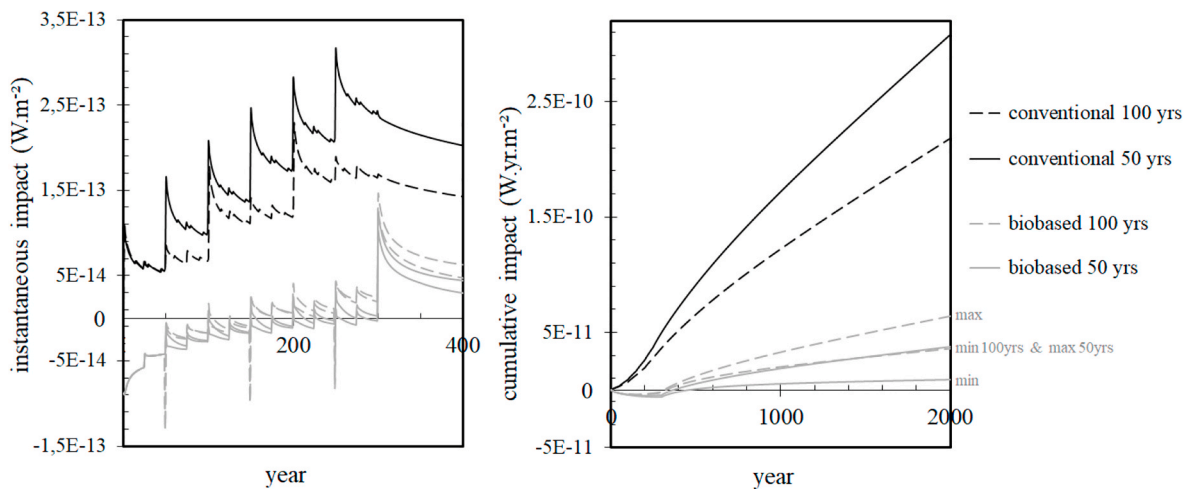 instantaneous impact (W.m-²)
3,5E-13
2,5E-13
1,5E-13
5E-14
0
-5E-14
-1,5E-13
200
400
year
cumulative impact (W.yr.m-²)
2.5E-10
1.5E-10
5E-11
0
-5E-11
0
1000
2000
year
max
min 100yrs & max 50yrs
min
conventional 100 yrs
conventional 50 yrs
biobased 100 yrs
biobased 50 yrs